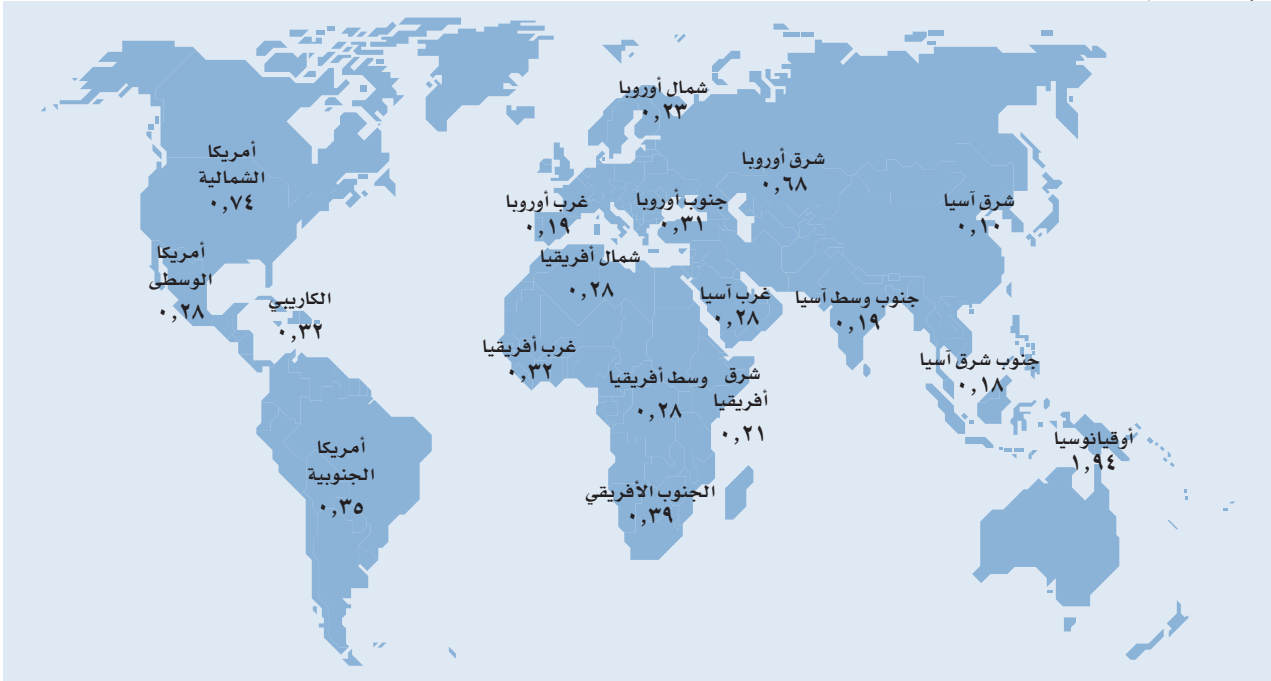 شمال أوروبا
٠,٢٣
أمريكا
الشمالية
٠,٧٤
شرق أوروبا
٠,٦٨
غرب أوروبا
٠,١٩
جنوب أوروبا
٠,٣١
شرق آسيا
٠,١٠
أمريكا
الوسطى
٠,٢٨
شمال أفريقيا
٠,٢٨
الكاريبي
٠,٣٢
غرب آسيا
٠,٢٨
جنوب وسط آسيا
٠,١٩
غرب أفريقيا
٠,٣٢
وسط أفريقيا
٠,٢٨
شرق
أفريقيا
٠,٢١
جنوب شرق آسيا
٠,١٨
أمريكا
الجنوبية
٠,٣٥
أوقيانوسيا
١,٩٤
الجنوب الأفريقي
٠,٣٩